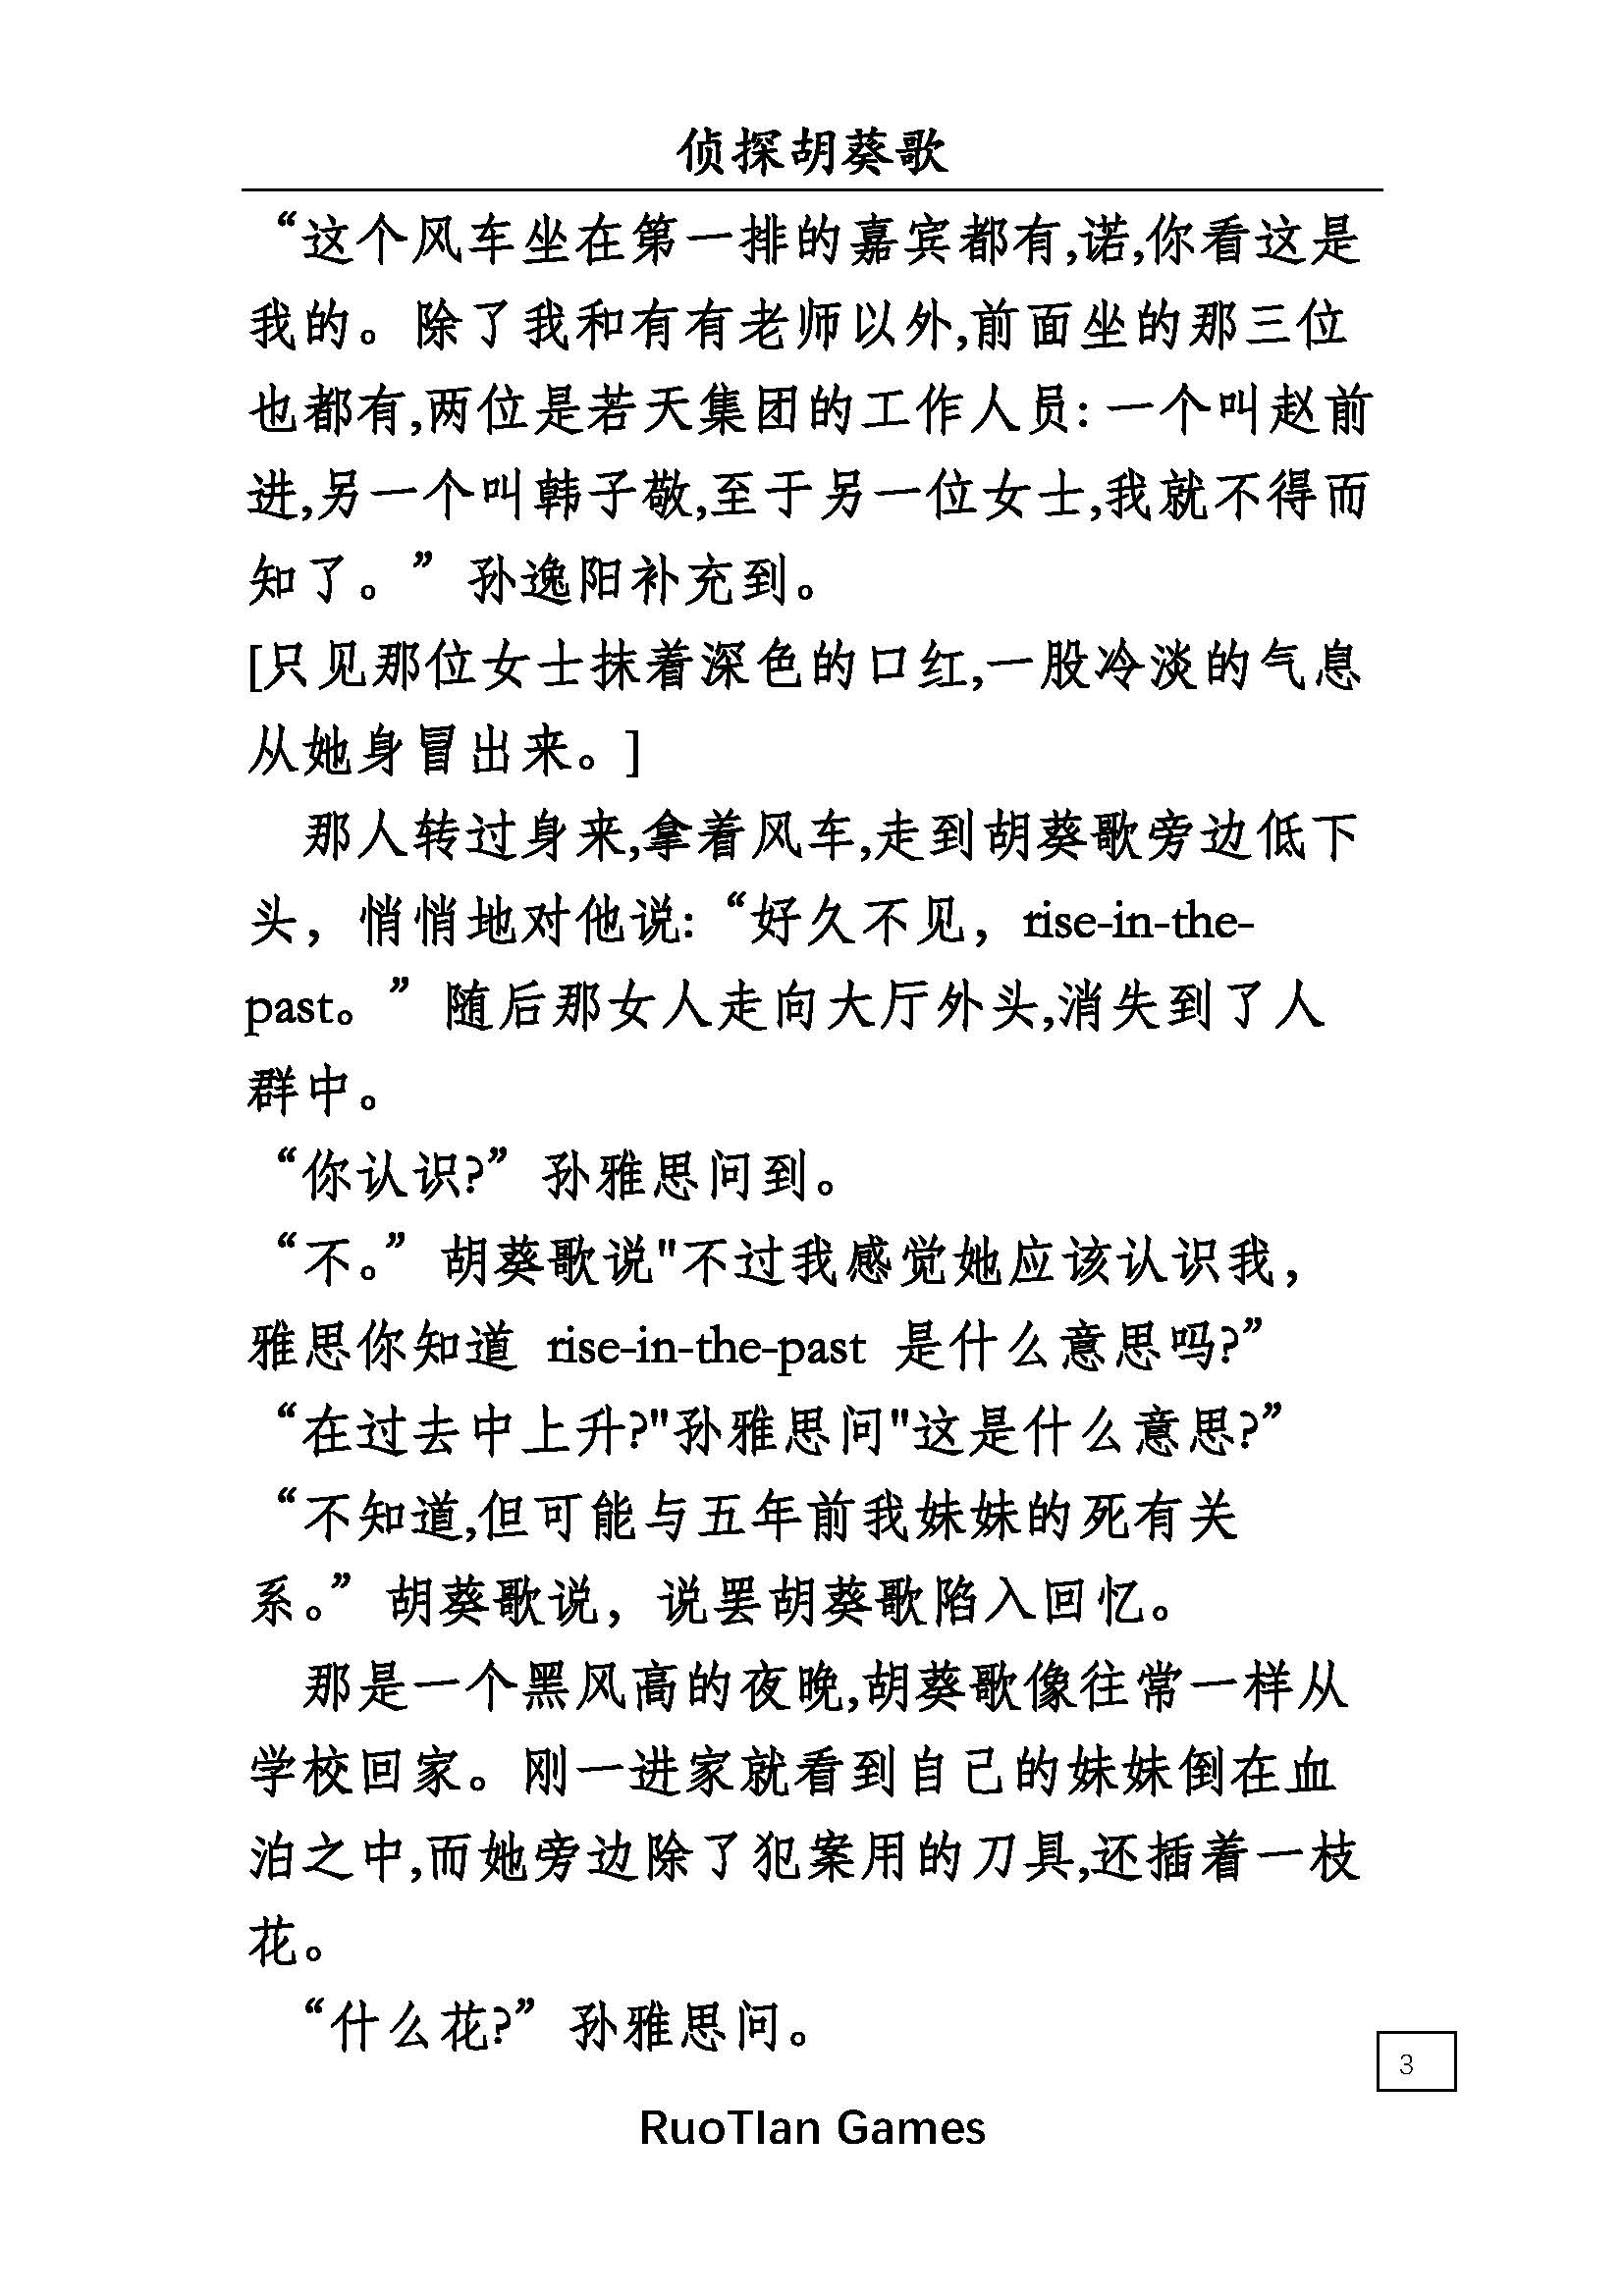 侦探胡葵歌
“这个风车坐在第一排的嘉宾都有,诺,你看这是
我的。除了我和有有老师以外,前面坐的那三位
也都有,两位是若天集团的工作人员: 一个叫赵前
进,另一个叫韩子敬,至于另一位女士,我就不得而
知了。”孙逸阳补充到。
[只见那位女士抹着深色的口红,一股冷淡的气息
从她身冒出来。]
那人转过身来,拿着风车,走到胡葵歌旁边低下
头，悄悄地对他说:“好久不见，rise-in-the-
past。”随后那女人走向大厅外头,消失到了人
群中。
“你认识?”孙雅思问到。
“不。”胡葵歌说"不过我感觉她应该认识我，
雅思你知道 rise-in-the-past 是什么意思吗?”
“在过去中上升?"孙雅思问"这是什么意思?”
“不知道,但可能与五年前我妹妹的死有关
系。”胡葵歌说，说罢胡葵歌陷入回忆。
那是一个黑风高的夜晚,胡葵歌像往常一样从
学校回家。刚一进家就看到自己的妹妹倒在血
泊之中,而她旁边除了犯案用的刀具,还插着一枝
花。
“什么花?”孙雅思问。
3
RuoTIan Games